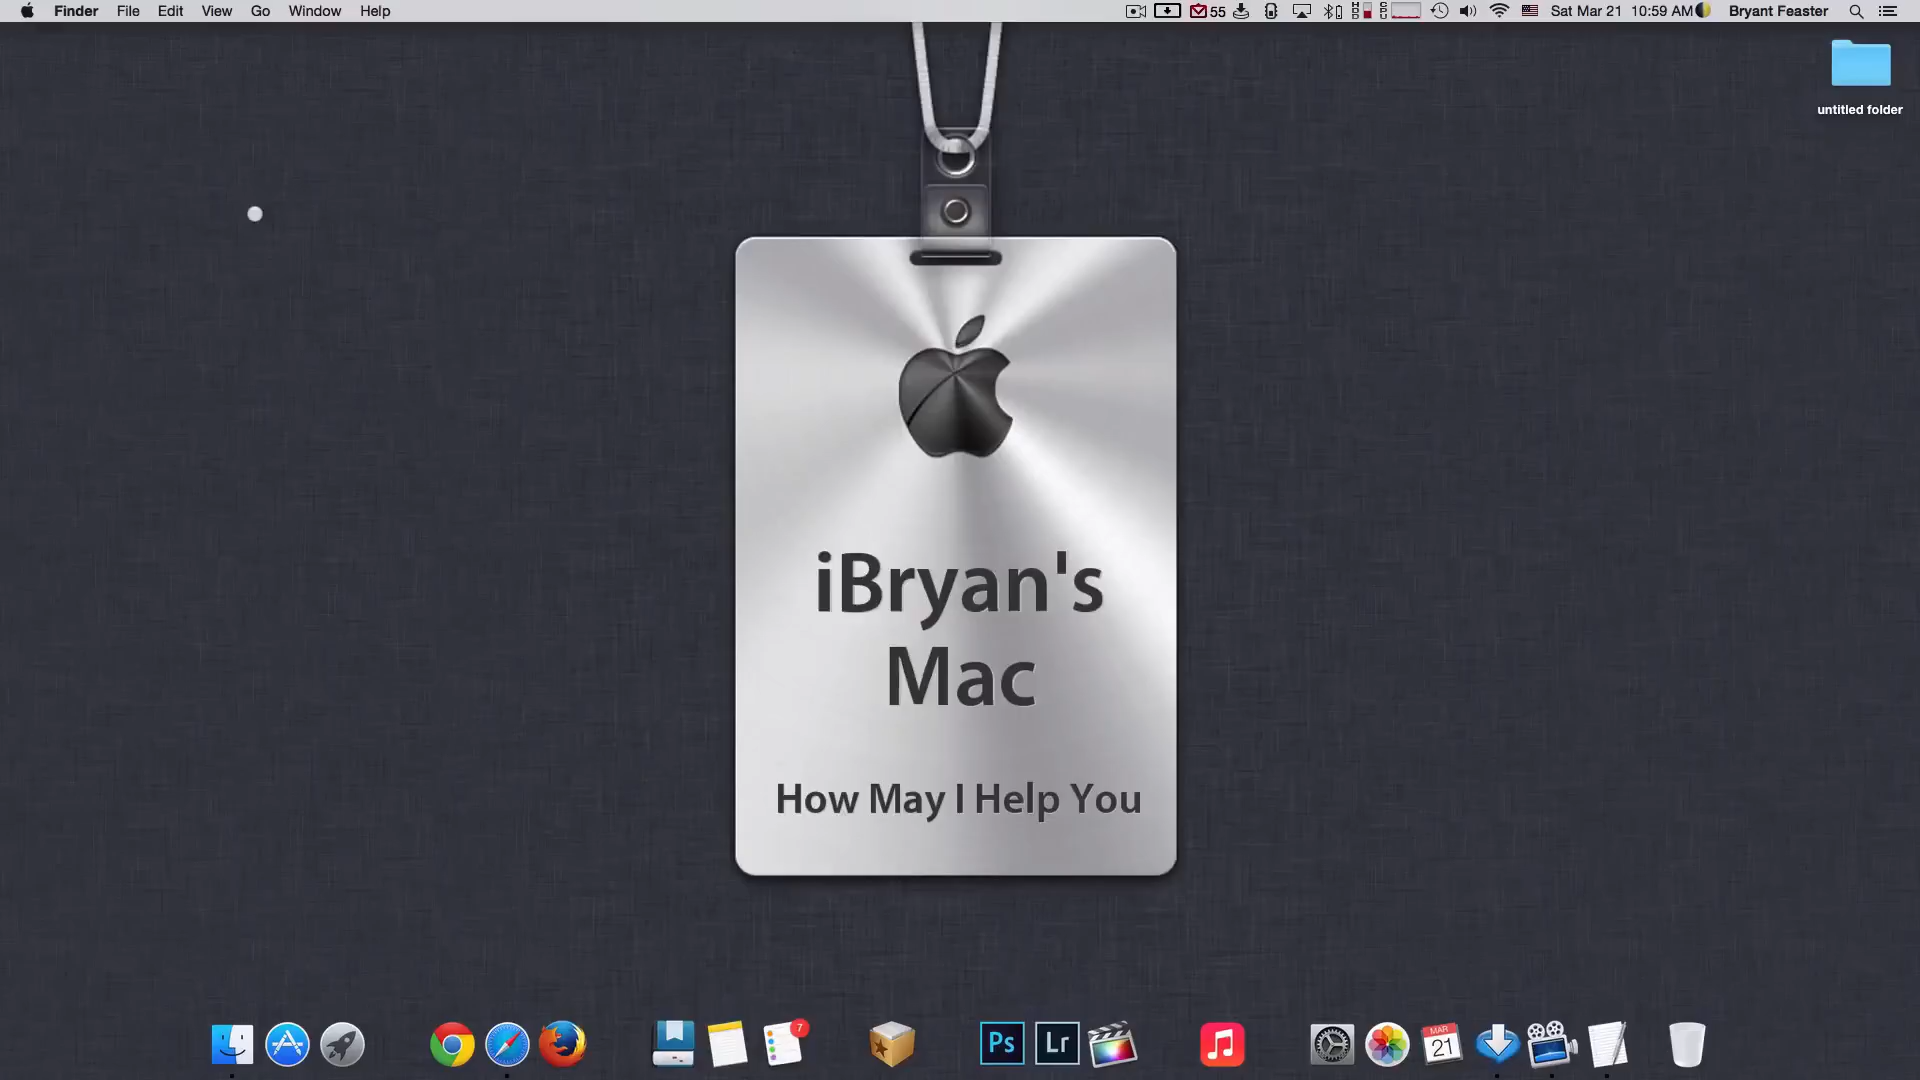 Finder File Edit View Go Window Help
55
Sat Mar 21 10:59 AM
Bryant Feaster
untitled folder
iBryan's
Mac
How May I Help You
7
Ps
Lr
MAR
21